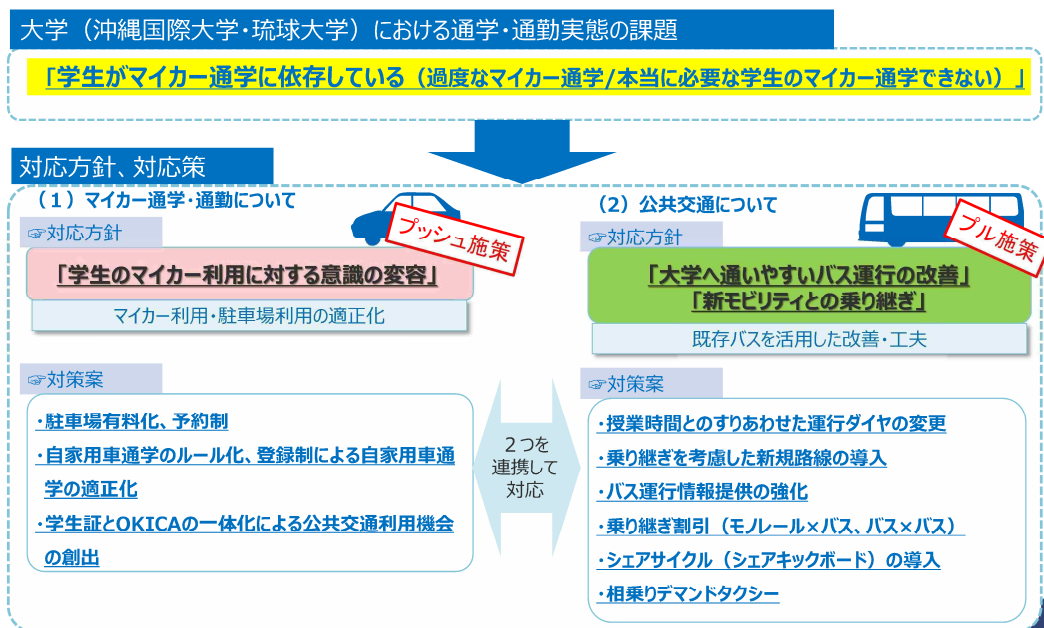 大学（沖縄国際大学・琉球大学）における通学・通勤実態の課題
「学生がマイカー通学に依存している（過度なマイカー通学/本当に必要な学生のマイカー通学できない）」
対応方針、対応策
（１）マイカー通学・通勤について
プッシュ施策
☞対応方針
「学生のマイカー利用に対する意識の変容」
マイカー利用・駐車場利用の適正化
☞対策案
・駐車場有料化、予約制
・自家用車通学のルール化、登録制による自家用車通
学の適正化
・学生証とOKICAの一体化による公共交通利用機会
の創出
２つを
連携して
対応
（2）公共交通について
プル施策
☞対応方針
「大学へ通いやすいバス運行の改善」
「新モビリティとの乗り継ぎ」
既存バスを活用した改善・工夫
☞対策案
・授業時間とのすりあわせた運行ダイヤの変更
・乗り継ぎを考慮した新規路線の導入
・バス運行情報提供の強化
・乗り継ぎ割引（モノレール×バス、バス×バス）
・シェアサイクル（シェアキックボード）の導入
・相乗りデマンドタクシー